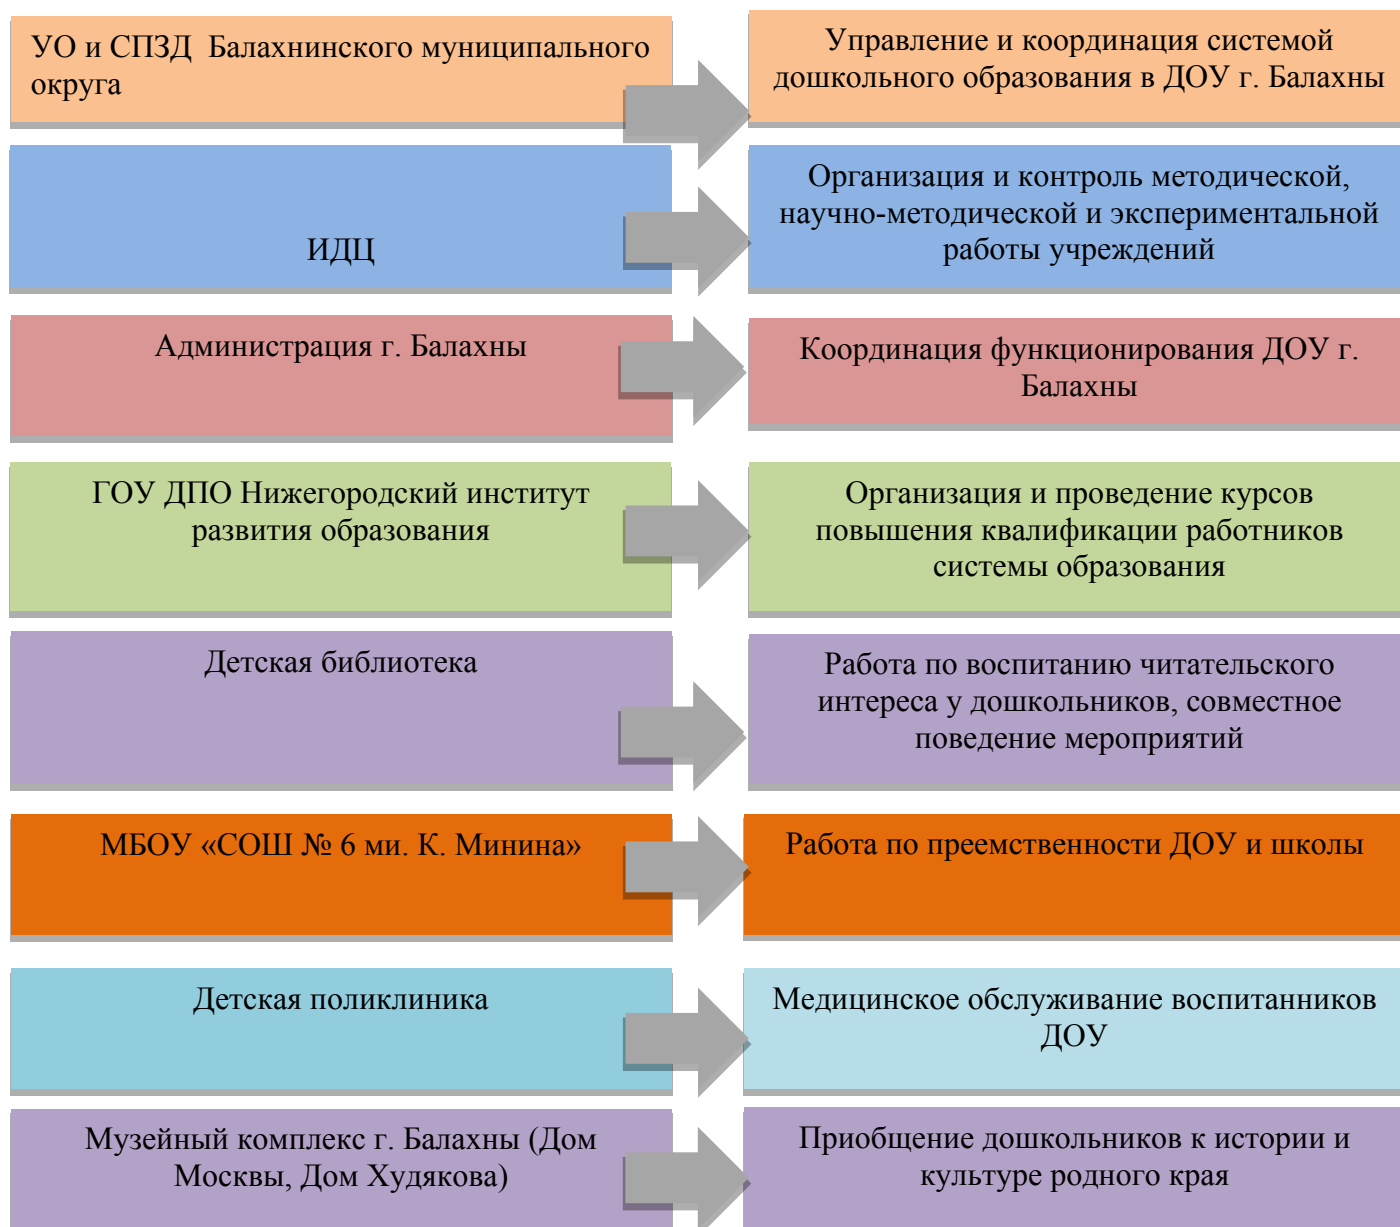 УО и СПЗД Балахнинского муниципального
округа
Управление и координация системой
дошкольного образования в ДОУ г. Балахны
ИДЦ
Организация и контроль методической,
научно-методической и экспериментальной
работы учреждений
Администрация г. Балахны
Координация функционирования ДОУ г.
Балахны
ГОУ ДПО Нижегородский институт
развития образования
Организация и проведение курсов
повышения квалификации работников
системы образования
Детская библиотека
Работа по воспитанию читательского
интереса у дошкольников, совместное
поведение мероприятий
МБОУ «СОШ № 6 ми. К. Минина»
Работа по преемственности ДОУ и школы
Детская поликлиника
Медицинское обслуживание воспитанников
ДОУ
Музейный комплекс г. Балахны (Дом
Москвы, Дом Худякова)
Приобщение дошкольников к истории и
культуре родного края